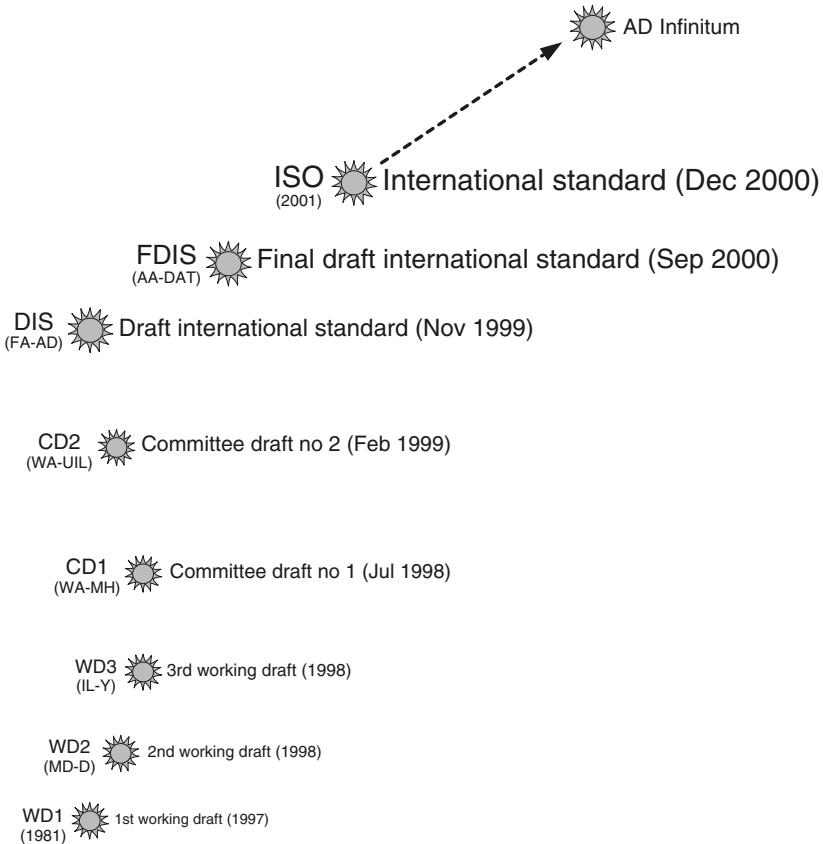 AD Infinitum
ISO International standard (Dec 2000)
(2001)
FDIS Final draft international standard (Sep 2000)
(AA-DAT)
DIS Draft international standard (Nov 1999)
(FA-AD)
CD2 Committee draft no 2 (Feb 1999)
(WA-UIL)
CD1 Committee draft no 1 (Jul 1998)
(WA-MH)
WD3 3rd working draft (1998)
(IL-Y)
WD2 2nd working draft (1998)
(MD-D)
WD1 1st working draft (1997)
(1981)